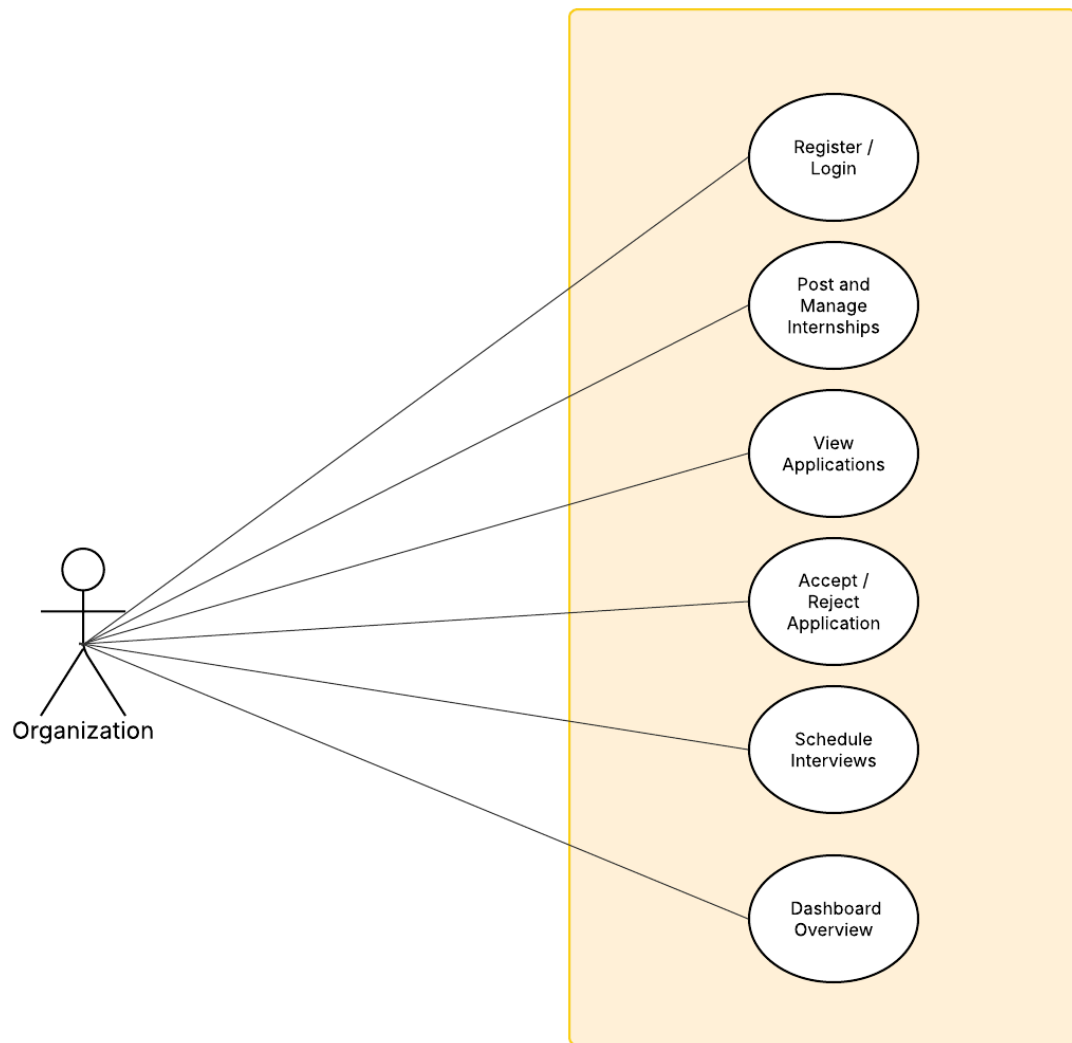 Register /
Login
Post and
Manage
Internships
View
Applications
Accept /
Reject
Application
Schedule
Interviews
Dashboard
Overview
Organization